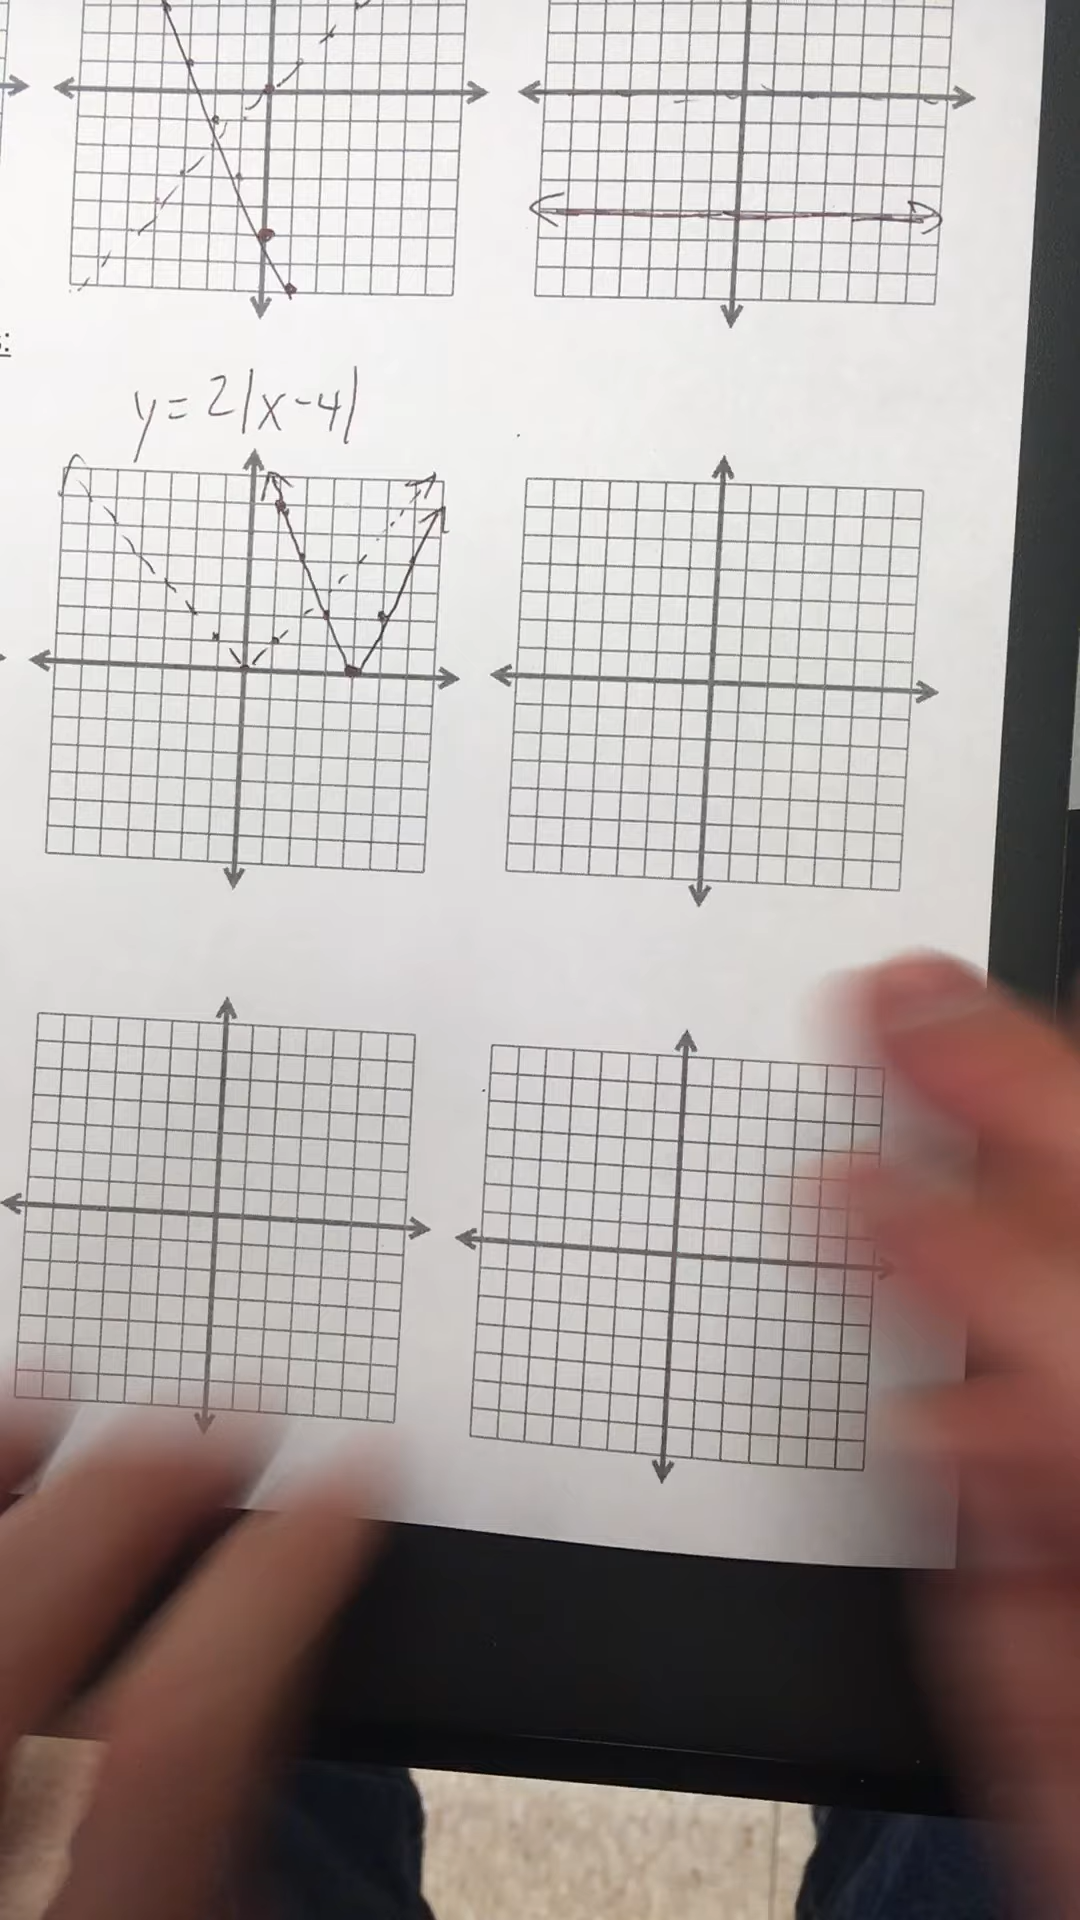 y = 2|x-4|